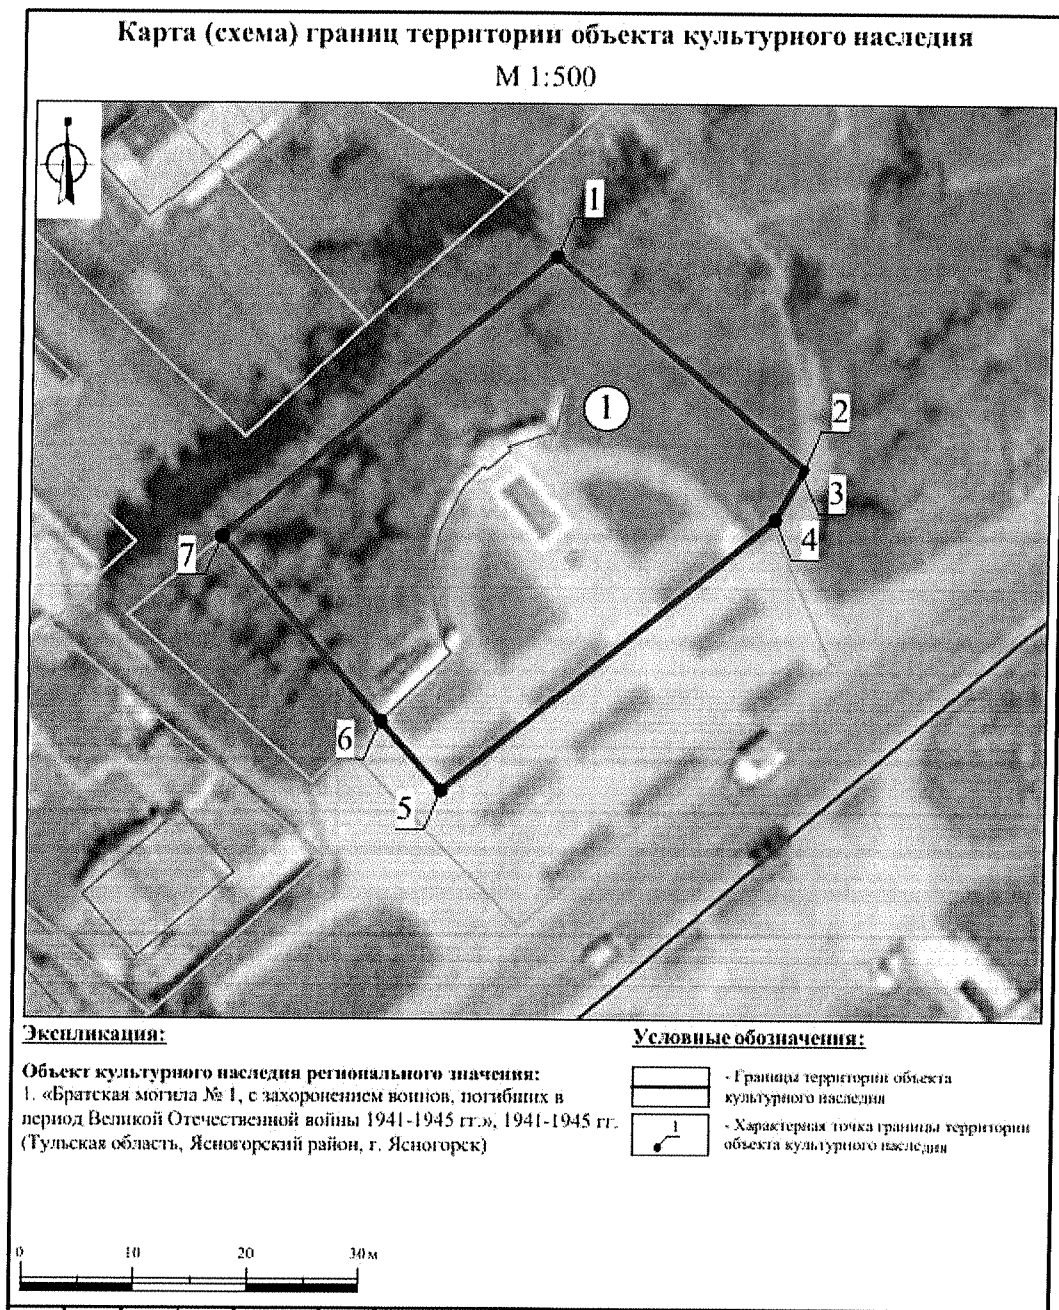 Карта (схема) границ территории объекта культурного наследия
М 1:500
1
2
1
3
4
7
6
5
Экспликация:
Объект культурного наследия регионального значения:
1. «Братская могила № 1, с захоронением воинов, погибших в
период Великой Отечественной войны 1941-1945 гг.», 1941-1945 гг.
(Тульская область, Ясногорский район, г. Ясногорск)
Условные обозначения:
- Границы территории объекта
культурного наследия
1
- Характерная точка границы территории
объекта культурного наследия
0 10 20 30 м